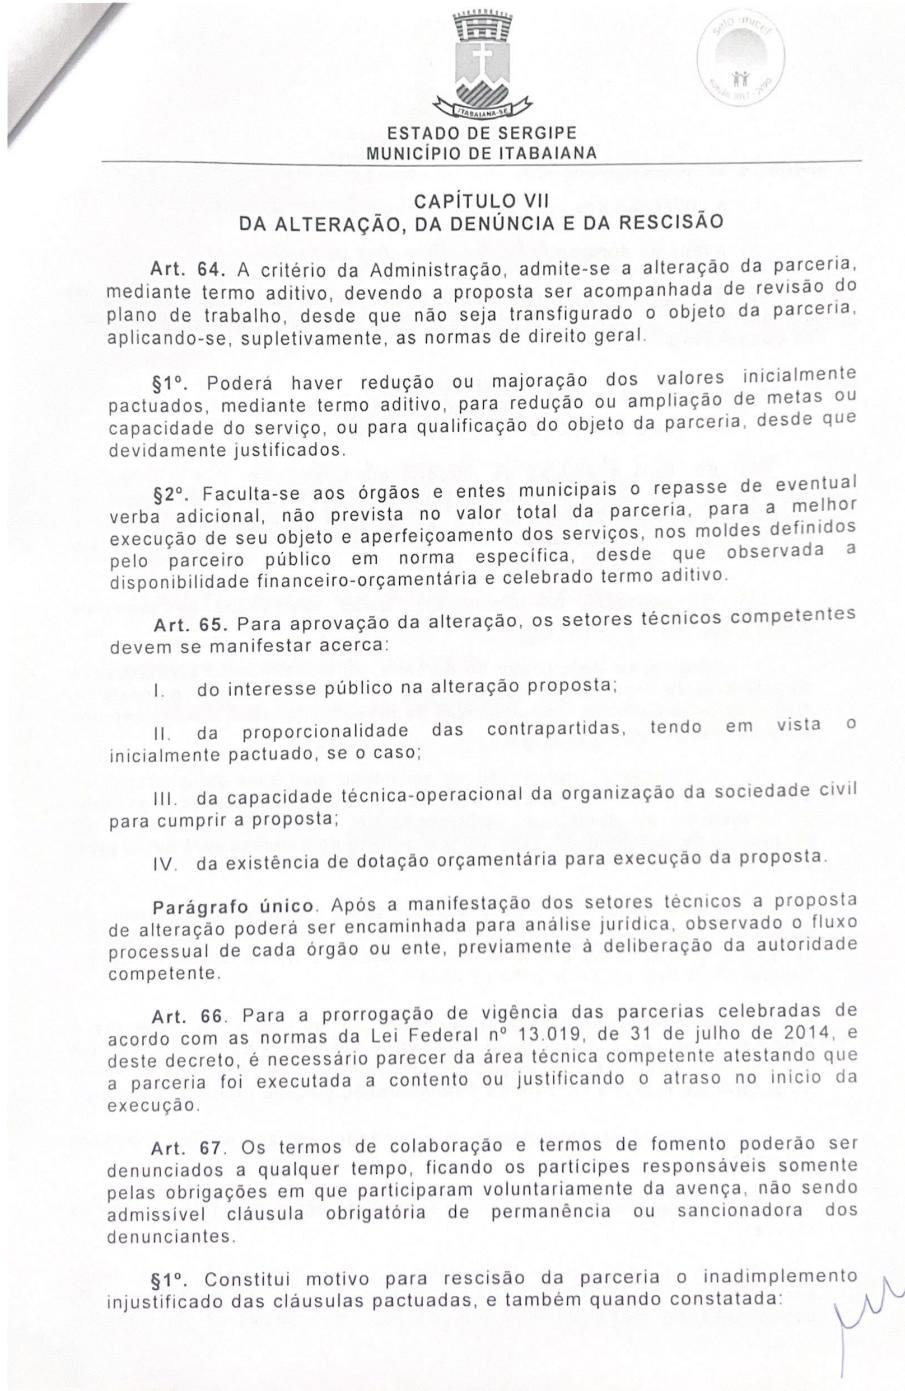 Selo unicef
Edição 2017 - 2020
ITABAIANA-SE
ESTADO DE SERGIPE
MUNICÍPIO DE ITABAIANA
CAPÍTULO VII
DA ALTERAÇÃO, DA DENÚNCIA E DA RESCISÃO
Art. 64. A critério da Administração, admite-se a alteração da parceria,
mediante termo aditivo, devendo a proposta ser acompanhada de revisão do
plano de trabalho, desde que não seja transfigurado o objeto da parceria,
aplicando-se, supletivamente, as normas de direito geral.
§1º. Poderá haver redução ou majoração dos valores inicialmente
pactuados, mediante termo aditivo, para redução ou ampliação de metas ou
capacidade do serviço, ou para qualificação do objeto da parceria, desde que
devidamente justificados.
§2º. Faculta-se aos órgãos e entes municipais o repasse de eventual
verba adicional, não prevista no valor total da parceria, para a melhor
execução de seu objeto e aperfeiçoamento dos serviços, nos moldes definidos
pelo parceiro público em norma específica, desde que observada a
disponibilidade financeiro-orçamentária e celebrado termo aditivo.
Art. 65. Para aprovação da alteração, os setores técnicos competentes
devem se manifestar acerca:
I. do interesse público na alteração proposta;
II. da proporcionalidade das contrapartidas, tendo em vista o
inicialmente pactuado, se o caso;
III. da capacidade técnica-operacional da organização da sociedade civil
para cumprir a proposta;
IV. da existência de dotação orçamentária para execução da proposta.
Parágrafo único. Após a manifestação dos setores técnicos a proposta
de alteração poderá ser encaminhada para análise jurídica, observado o fluxo
processual de cada órgão ou ente, previamente à deliberação da autoridade
competente.
Art. 66. Para a prorrogação de vigência das parcerias celebradas de
acordo com as normas da Lei Federal nº 13.019, de 31 de julho de 2014, e
deste decreto, é necessário parecer da área técnica competente atestando que
a parceria foi executada a contento ou justificando o atraso no início da
execução.
Art. 67. Os termos de colaboração e termos de fomento poderão ser
denunciados a qualquer tempo, ficando os partícipes responsáveis somente
pelas obrigações em que participaram voluntariamente da avença, não sendo
admissível cláusula obrigatória de permanência ou sancionadora dos
denunciantes.
§1º. Constitui motivo para rescisão da parceria o inadimplemento
injustificado das cláusulas pactuadas, e também quando constatada: